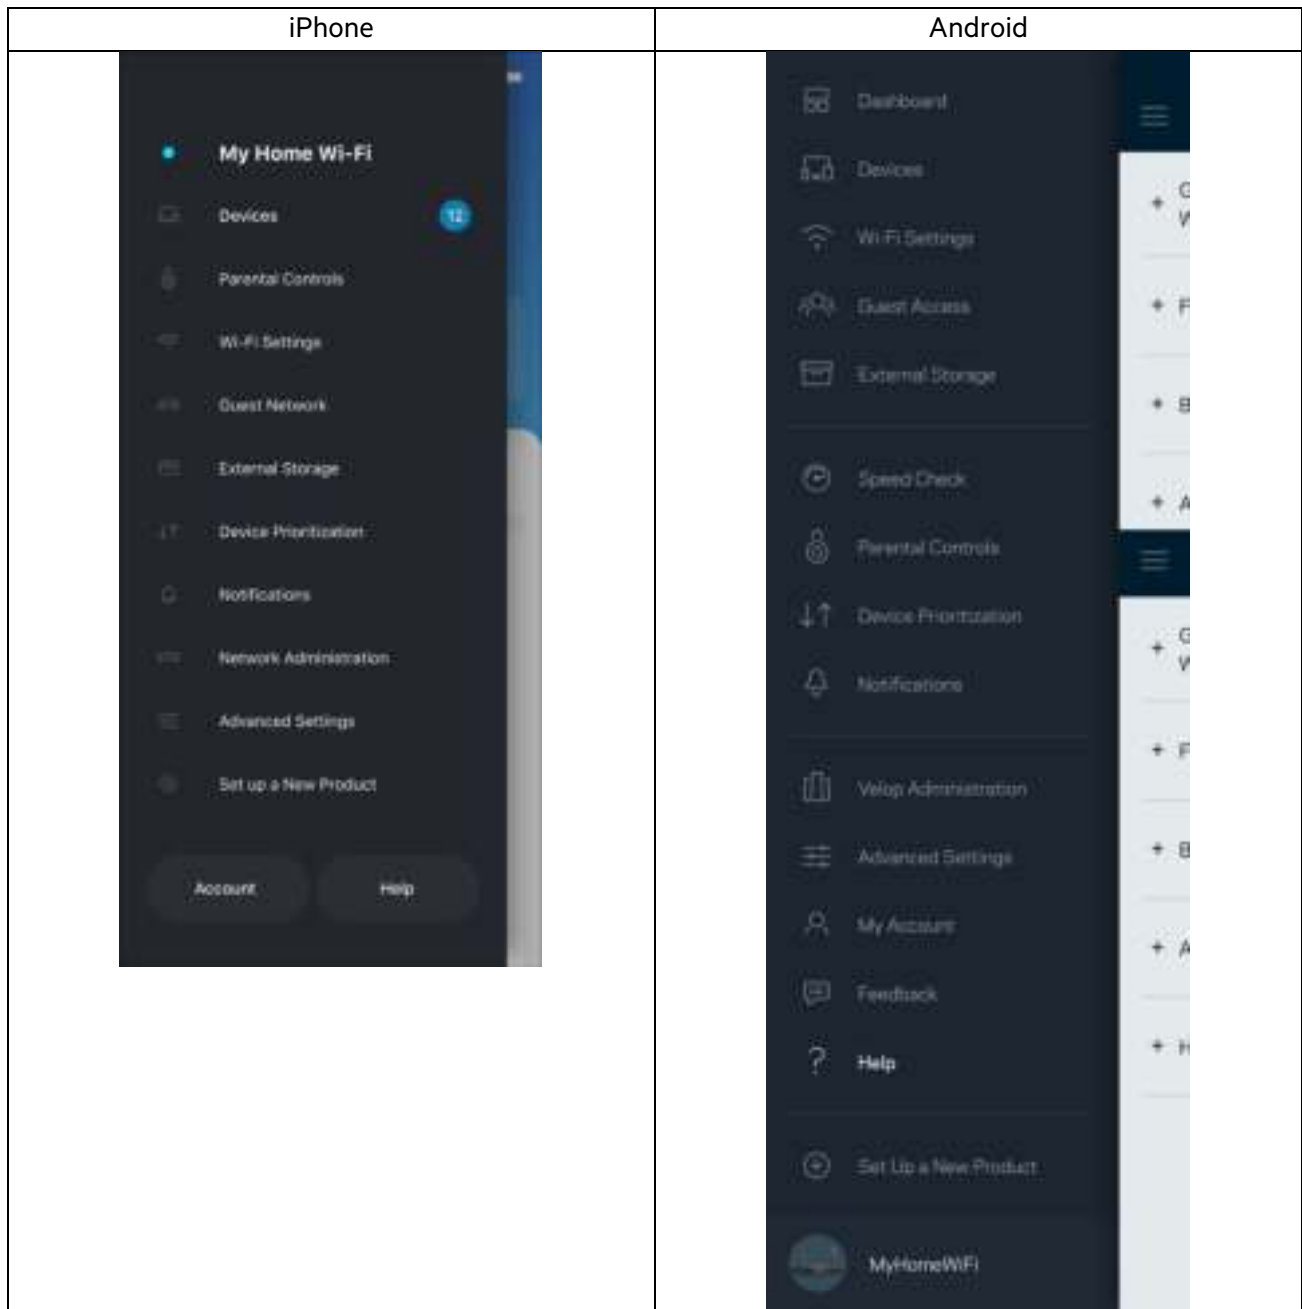 iPhone
Android
My Home Wi-Fi
Devices
12
Parental Controls
Wi-Fi Settings
Guest Network
External Storage
Device Prioritization
Notifications
Network Administration
Advanced Settings
Set up a New Product
Account
Help
Dashboard
Devices
Wi-Fi Settings
Guest Access
External Storage
Speed Check
Parental Controls
Device Prioritization
Notifications
Velop Administration
Advanced Settings
My Account
Feedback
Help
Set Up a New Product
MyHomeWiFi
+ F
+ B
+ A
+ F
+ B
+ A
+ H